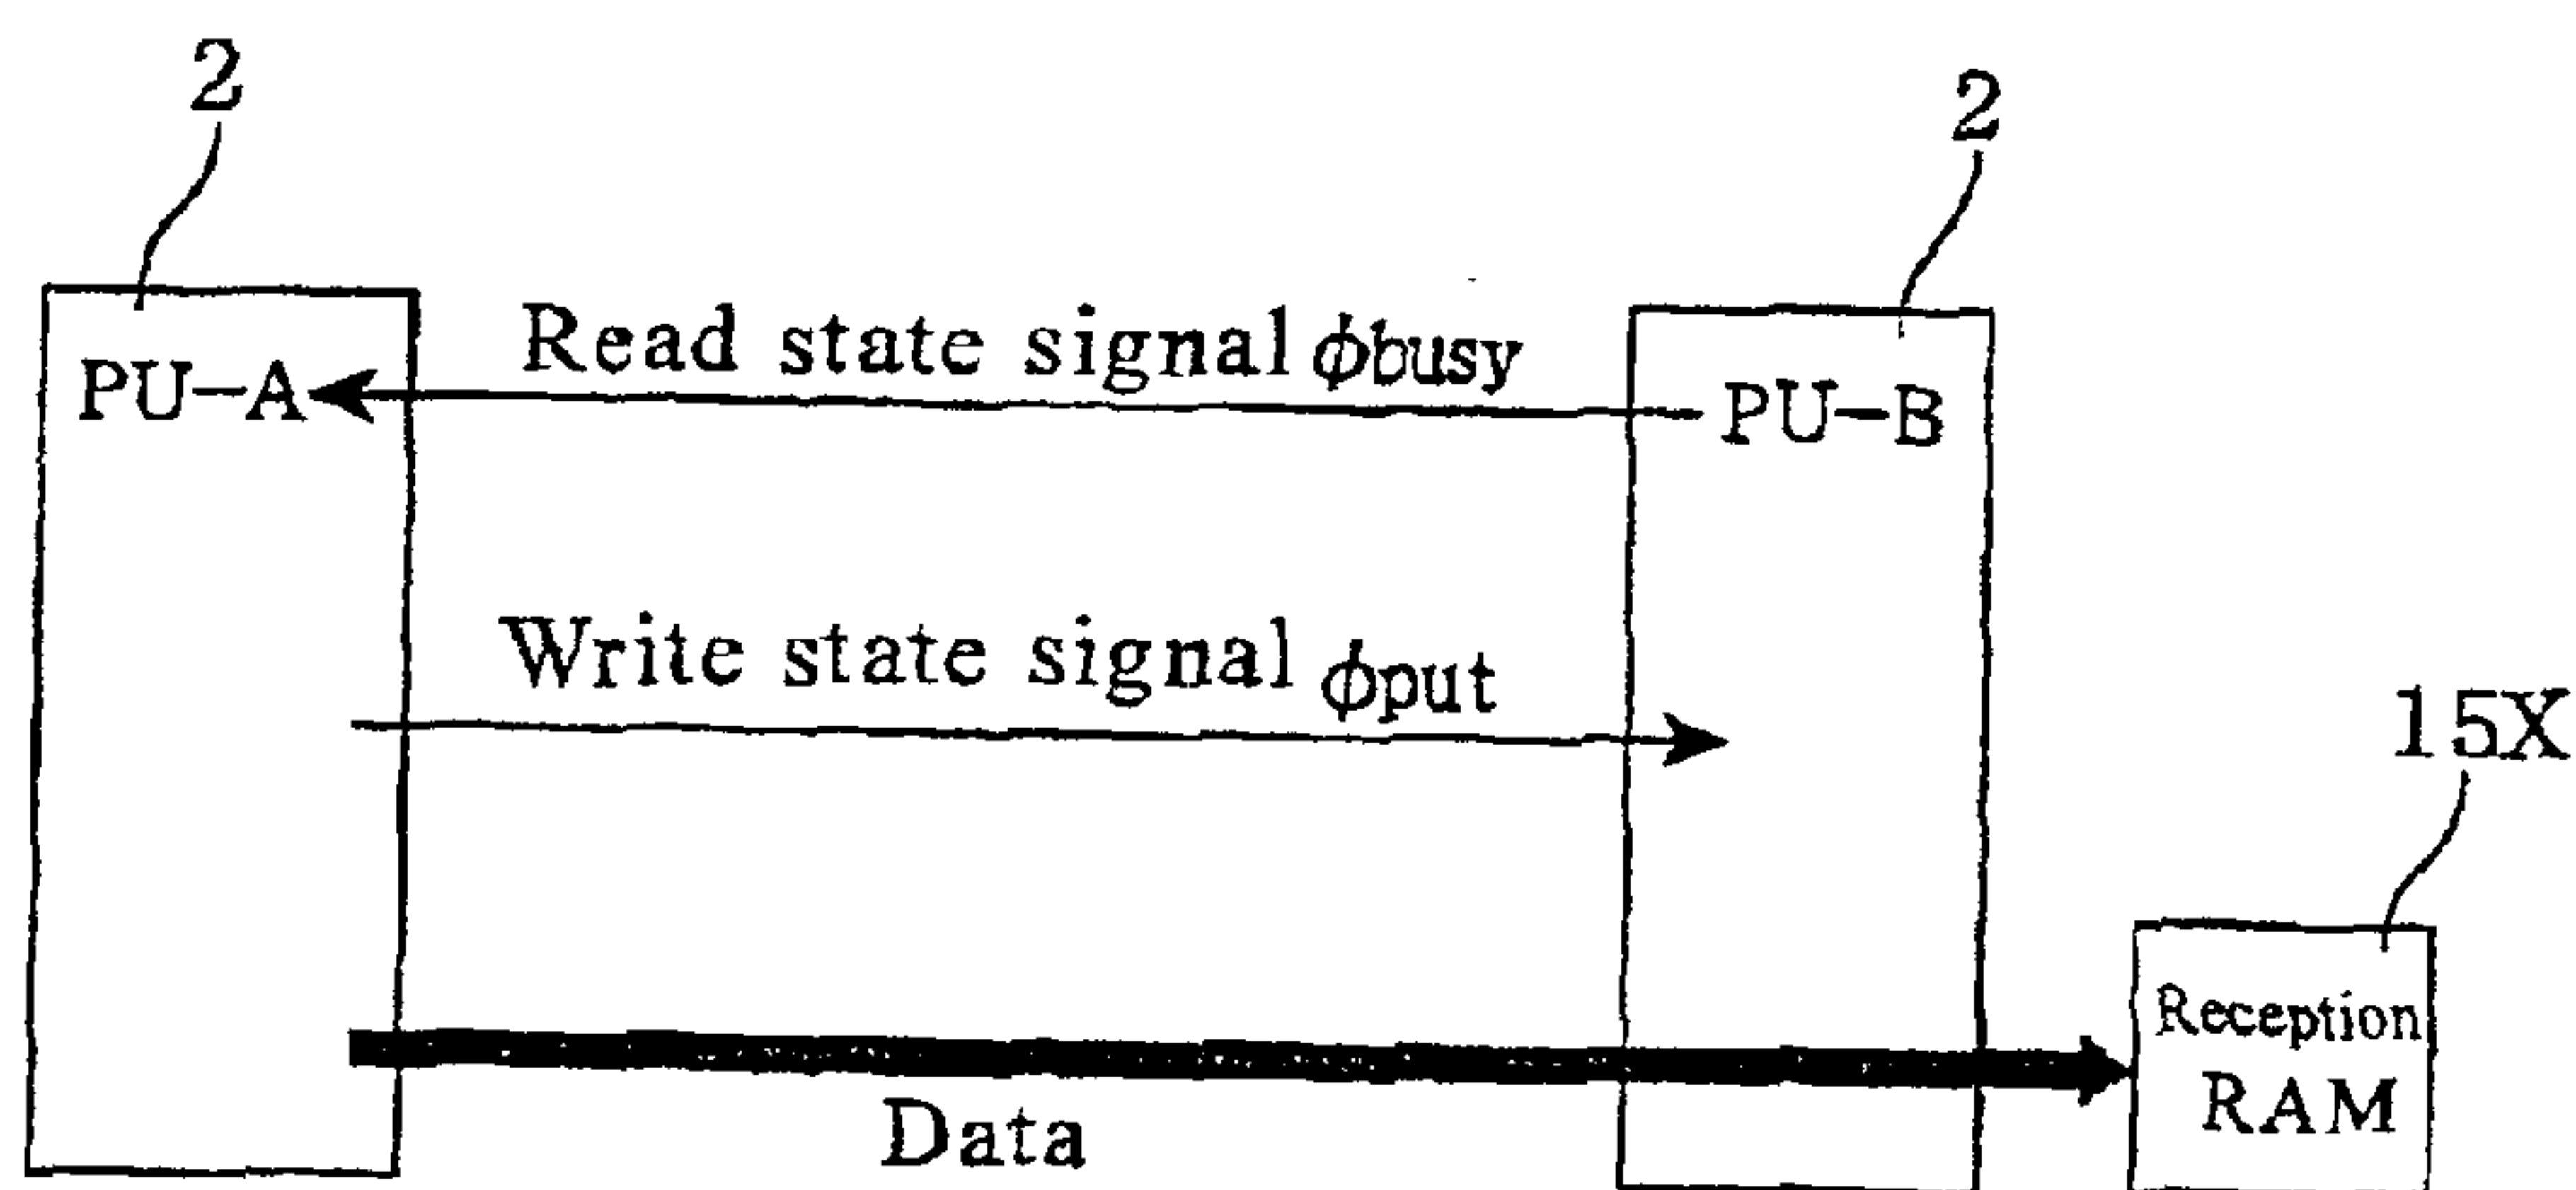 2
2
Read state signal ϕbusy
PU-A
PU-B
Write state signal ϕput
15X
Reception
RAM
Data